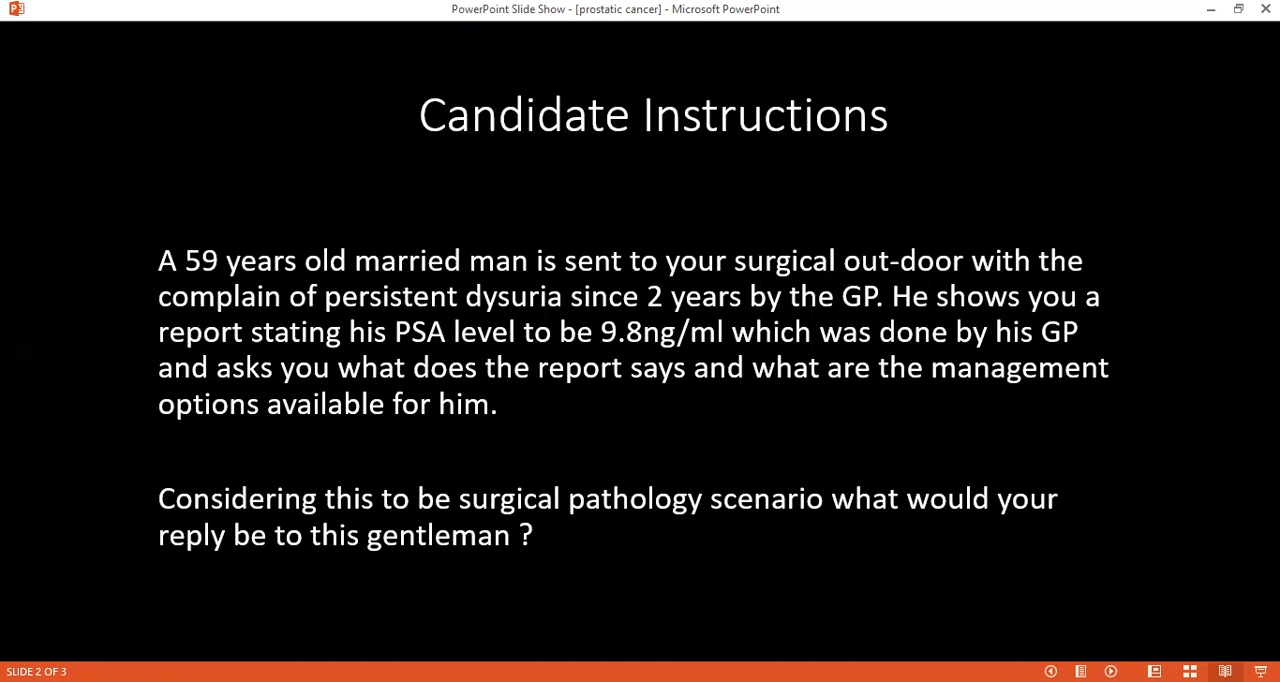 PowerPoint Slide Show - [prostatic cancer] - Microsoft PowerPoint
Candidate Instructions
A 59 years old married man is sent to your surgical out-door with the
complain of persistent dysuria since 2 years by the GP. He shows you a
report stating his PSA level to be 9.8ng/ml which was done by his GP
and asks you what does the report says and what are the management
options available for him.
Considering this to be surgical pathology scenario what would your
reply be to this gentleman ?
SLIDE 2 OF 3